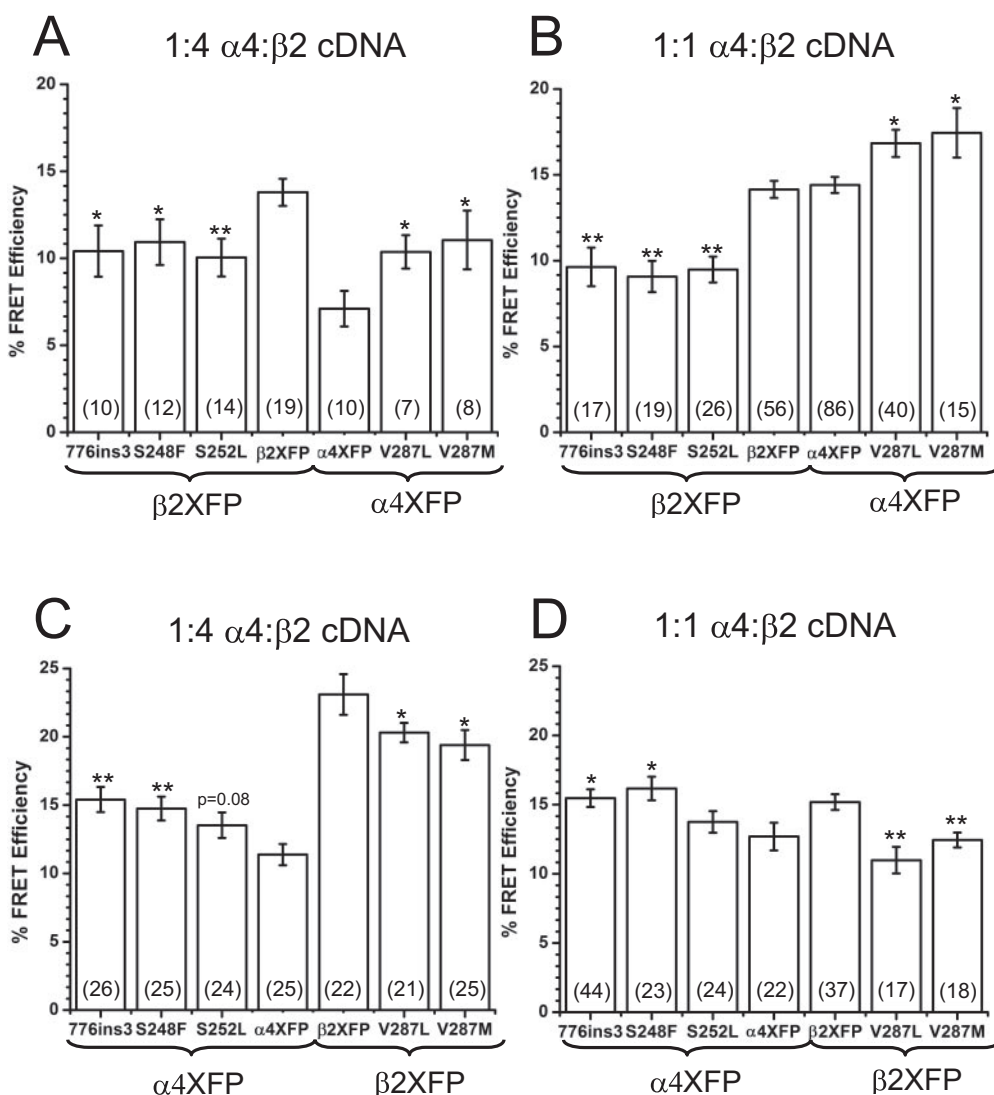 A
1:4 α4:β2 cDNA
% FRET Efficiency
20
15
10
5
0
* * ** * *
(10) (12) (14) (19) (10) (7) (8)
776ins3 S248F S252L β2XFP α4XFP V287L V287M
β2XFP α4XFP
B
1:1 α4:β2 cDNA
% FRET Efficiency
20
15
10
5
0
** ** ** * *
(17) (19) (26) (56) (86) (40) (15)
776ins3 S248F S252L β2XFP α4XFP V287L V287M
β2XFP α4XFP
C
1:4 α4:β2 cDNA
% FRET Efficiency
25
20
15
10
5
0
** ** p=0.08 * *
(26) (25) (24) (25) (22) (21) (25)
776ins3 S248F S252L α4XFP β2XFP V287L V287M
α4XFP β2XFP
D
1:1 α4:β2 cDNA
% FRET Efficiency
25
20
15
10
5
0
* * ** **
(44) (23) (24) (22) (37) (17) (18)
776ins3 S248F S252L α4XFP β2XFP V287L V287M
α4XFP β2XFP